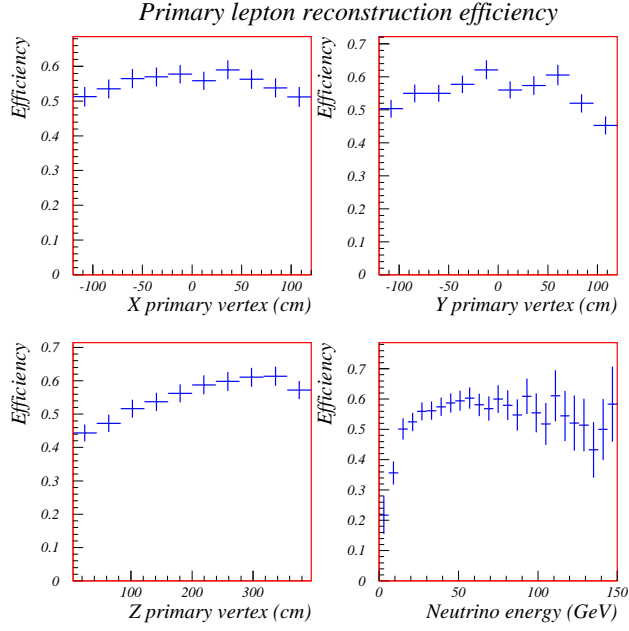 Primary lepton reconstruction efficiency
Efficiency
0.6
0.5
0.4
0.3
0.2
0.1
0
-100 -50 0 50 100
X primary vertex (cm)
Efficiency
0.7
0.6
0.5
0.4
0.3
0.2
0.1
0
-100 -50 0 50 100
Y primary vertex (cm)
Efficiency
0.7
0.6
0.5
0.4
0.3
0.2
0.1
0
100 200 300
Z primary vertex (cm)
Efficiency
0.7
0.6
0.5
0.4
0.3
0.2
0.1
0
0 50 100 150
Neutrino energy (GeV)